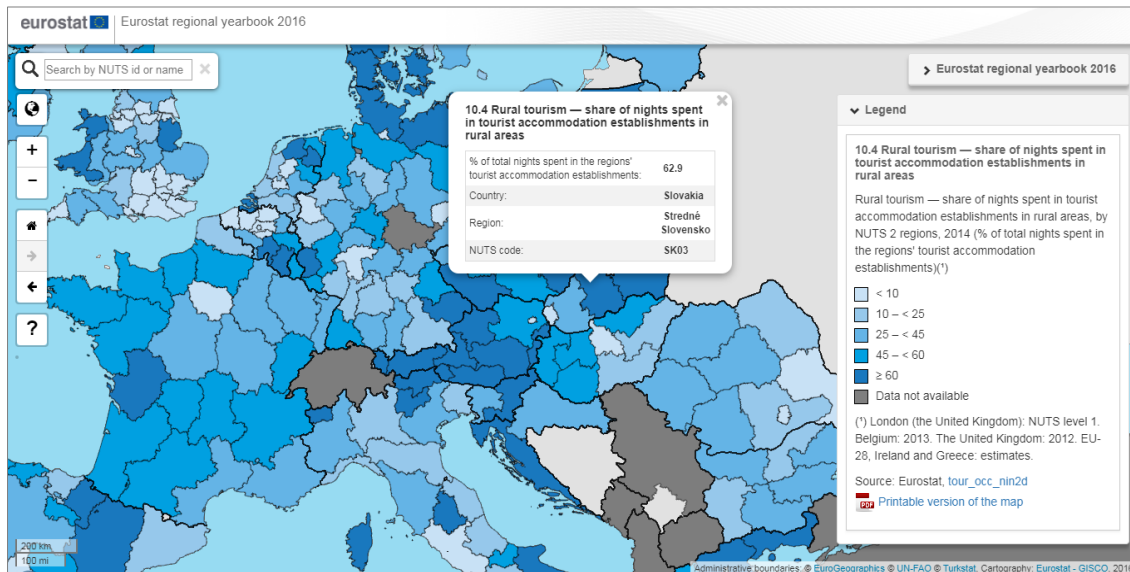 eurostat Eurostat regional yearbook 2016
Search by NUTS id or name
Eurostat regional yearbook 2016
+
−
?
10.4 Rural tourism — share of nights spent
in tourist accommodation establishments in
rural areas
% of total nights spent in the regions'
tourist accommodation establishments: 62.9
Country: Slovakia
Region: Stredné
Slovensko
NUTS code: SK03
Legend
10.4 Rural tourism — share of nights spent in
tourist accommodation establishments in
rural areas
Rural tourism — share of nights spent in tourist
accommodation establishments in rural areas, by
NUTS 2 regions, 2014 (% of total nights spent in
the regions' tourist accommodation
establishments)(¹)
< 10
10 – < 25
25 – < 45
45 – < 60
≥ 60
Data not available
(¹) London (the United Kingdom): NUTS level 1.
Belgium: 2013. The United Kingdom: 2012. EU-
28, Ireland and Greece: estimates.
Source: Eurostat, tour_occ_nin2d
PDF Printable version of the map
200 km
100 mi
Administrative boundaries: © EuroGeographics © UN-FAO © Turkstat, Cartography: Eurostat - GISCO, 2016